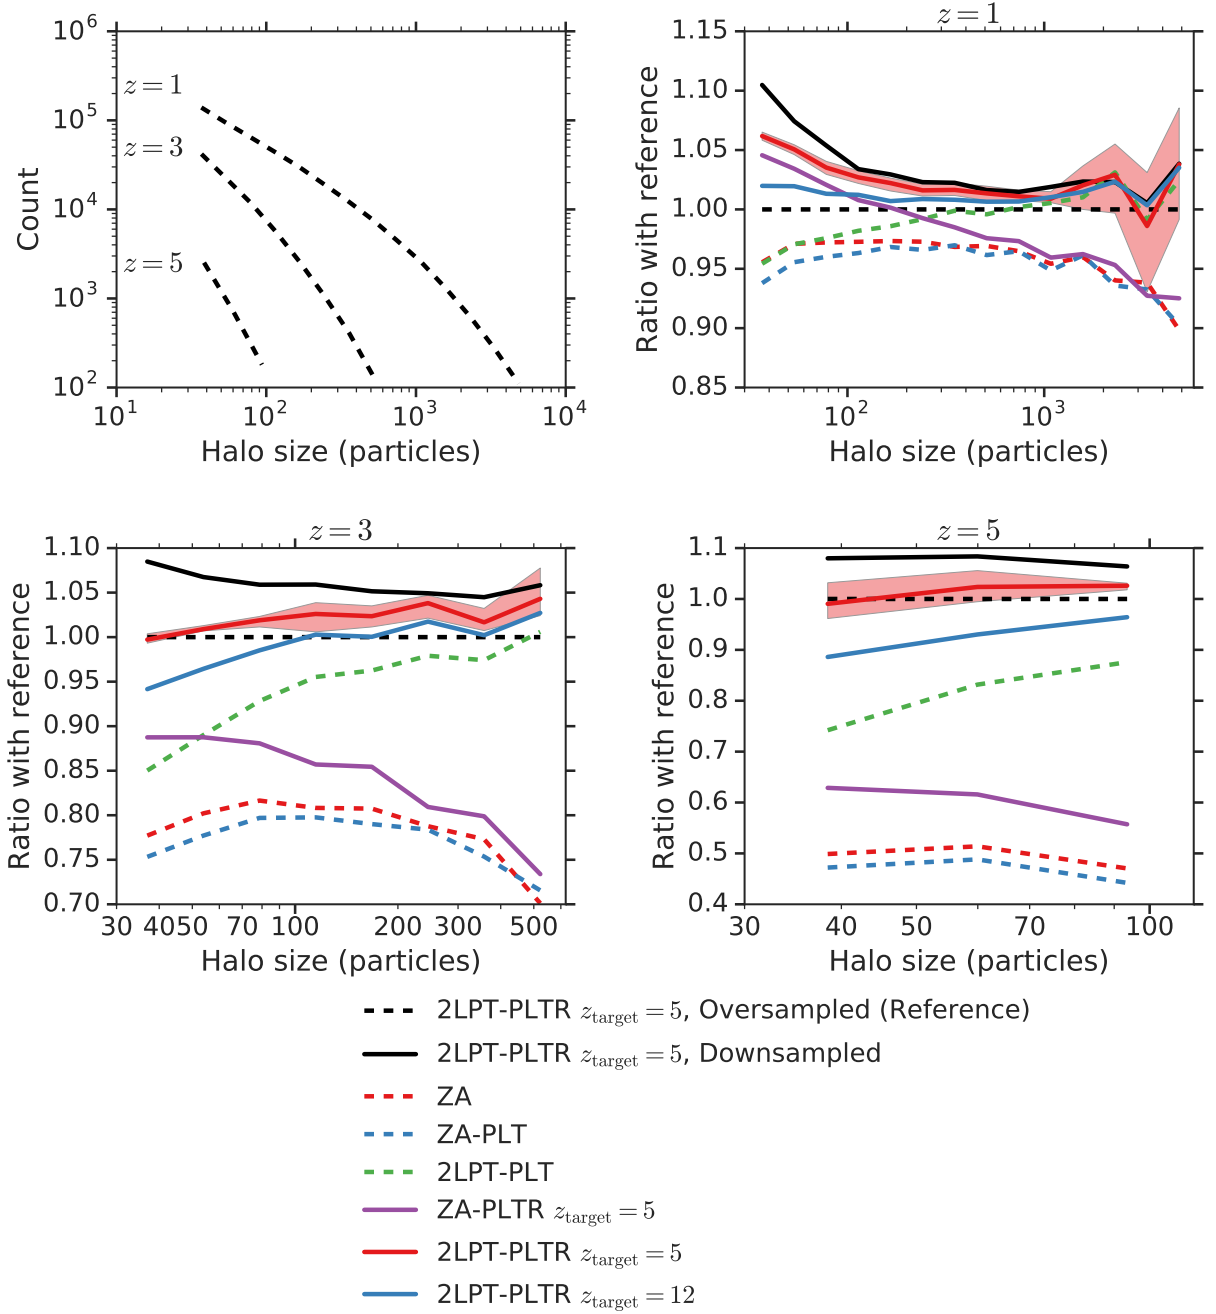 10^6
10^5
10^4
10^3
10^2
Count
z = 1
z = 3
z = 5
10^1 10^2 10^3 10^4
Halo size (particles)
z = 1
1.15
1.10
1.05
1.00
0.95
0.90
0.85
Ratio with reference
10^2 10^3
Halo size (particles)
z = 3
1.10
1.05
1.00
0.95
0.90
0.85
0.80
0.75
0.70
Ratio with reference
30 40 50 70 100 200 300 500
Halo size (particles)
z = 5
1.1
1.0
0.9
0.8
0.7
0.6
0.5
0.4
Ratio with reference
30 40 50 70 100
Halo size (particles)
2LPT-PLTR z_target = 5, Oversampled (Reference)
2LPT-PLTR z_target = 5, Downsampled
ZA
ZA-PLT
2LPT-PLT
ZA-PLTR z_target = 5
2LPT-PLTR z_target = 5
2LPT-PLTR z_target = 12